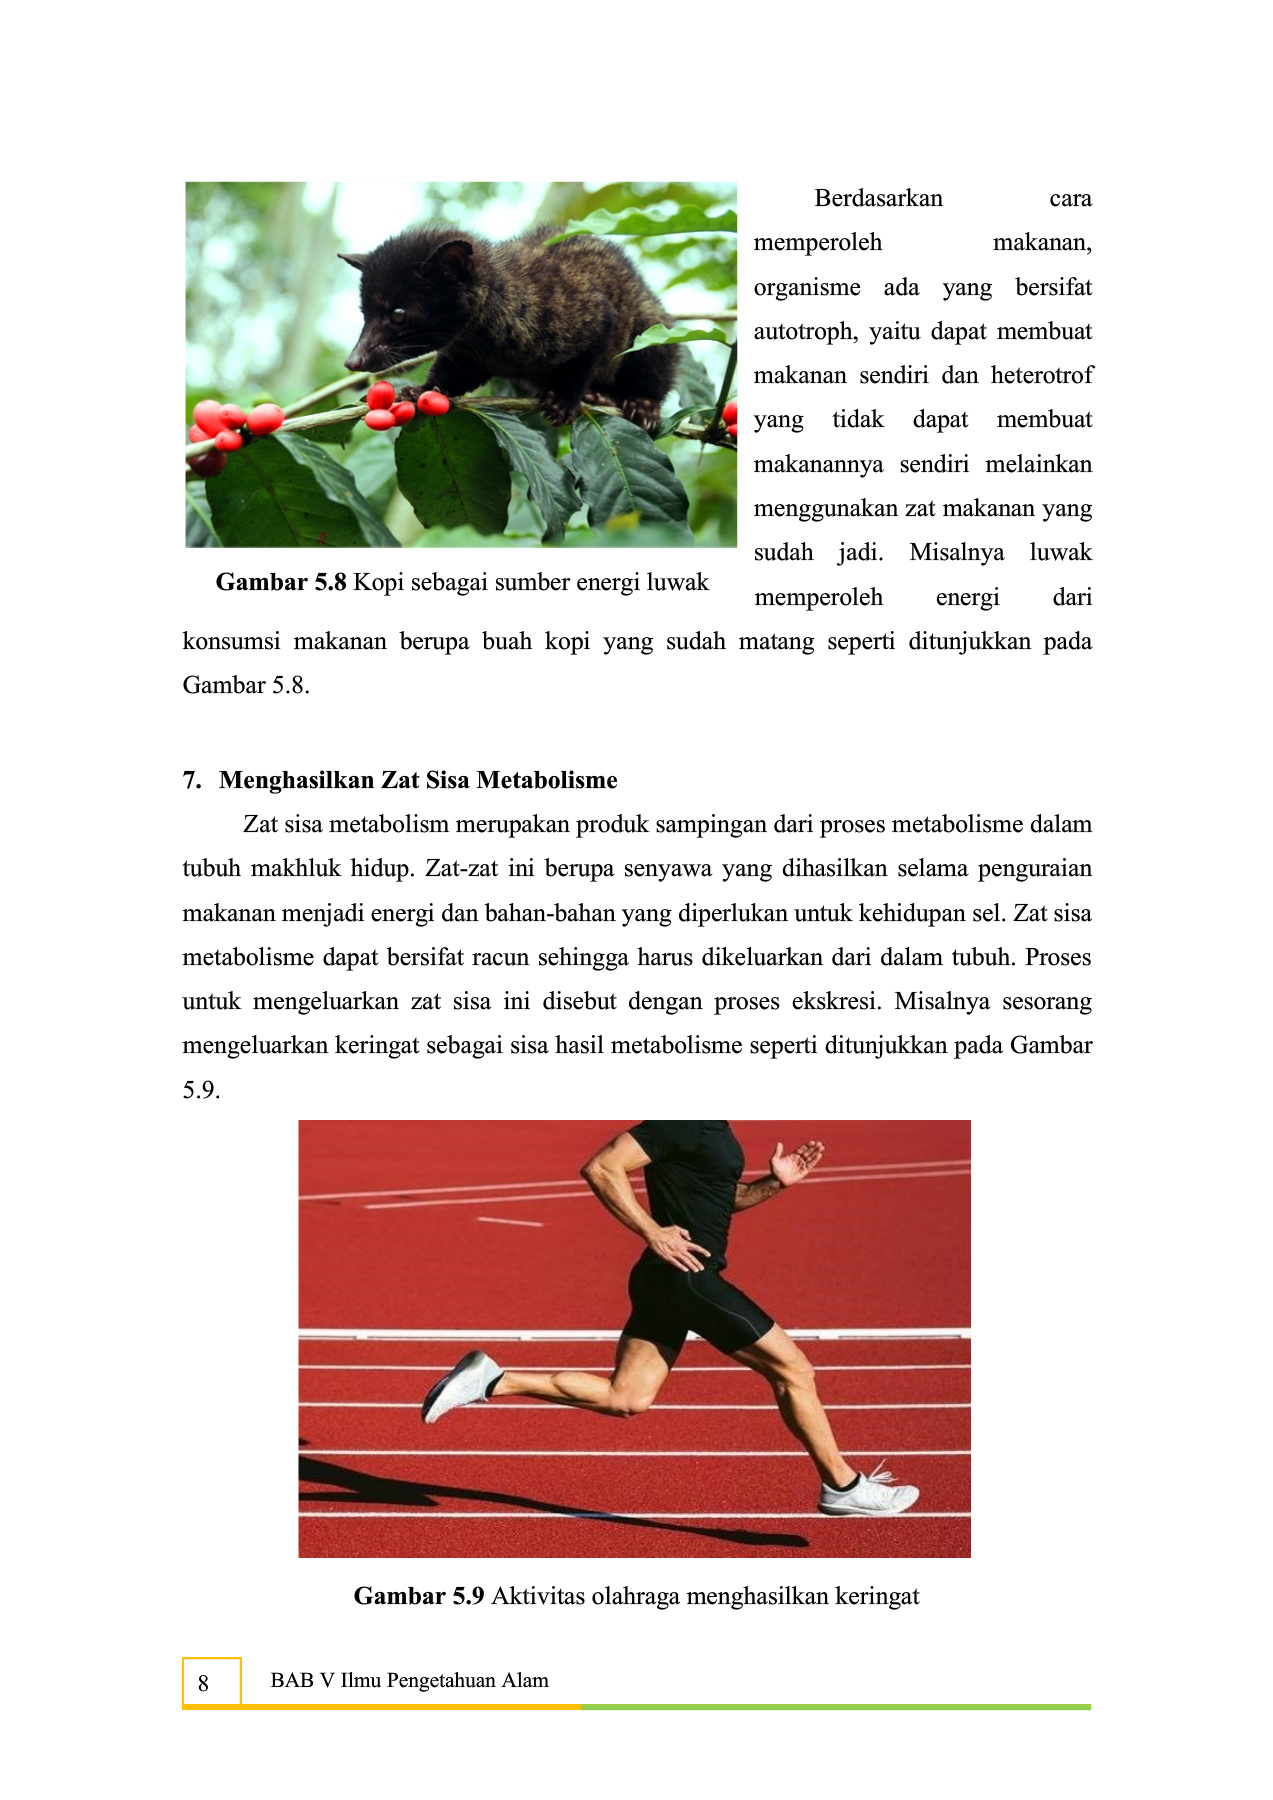 Berdasarkan cara
memperoleh makanan,
organisme ada yang bersifat
autotroph, yaitu dapat membuat
makanan sendiri dan heterotrof
yang tidak dapat membuat
makanannya sendiri melainkan
menggunakan zat makanan yang
sudah jadi. Misalnya luwak
Gambar 5.8 Kopi sebagai sumber energi luwak
memperoleh energi dari
konsumsi makanan berupa buah kopi yang sudah matang seperti ditunjukkan pada
Gambar 5.8.
7. Menghasilkan Zat Sisa Metabolisme
Zat sisa metabolism merupakan produk sampingan dari proses metabolisme dalam
tubuh makhluk hidup. Zat-zat ini berupa senyawa yang dihasilkan selama penguraian
makanan menjadi energi dan bahan-bahan yang diperlukan untuk kehidupan sel. Zat sisa
metabolisme dapat bersifat racun sehingga harus dikeluarkan dari dalam tubuh. Proses
untuk mengeluarkan zat sisa ini disebut dengan proses ekskresi. Misalnya sesorang
mengeluarkan keringat sebagai sisa hasil metabolisme seperti ditunjukkan pada Gambar
5.9.
Gambar 5.9 Aktivitas olahraga menghasilkan keringat
8 BAB V Ilmu Pengetahuan Alam